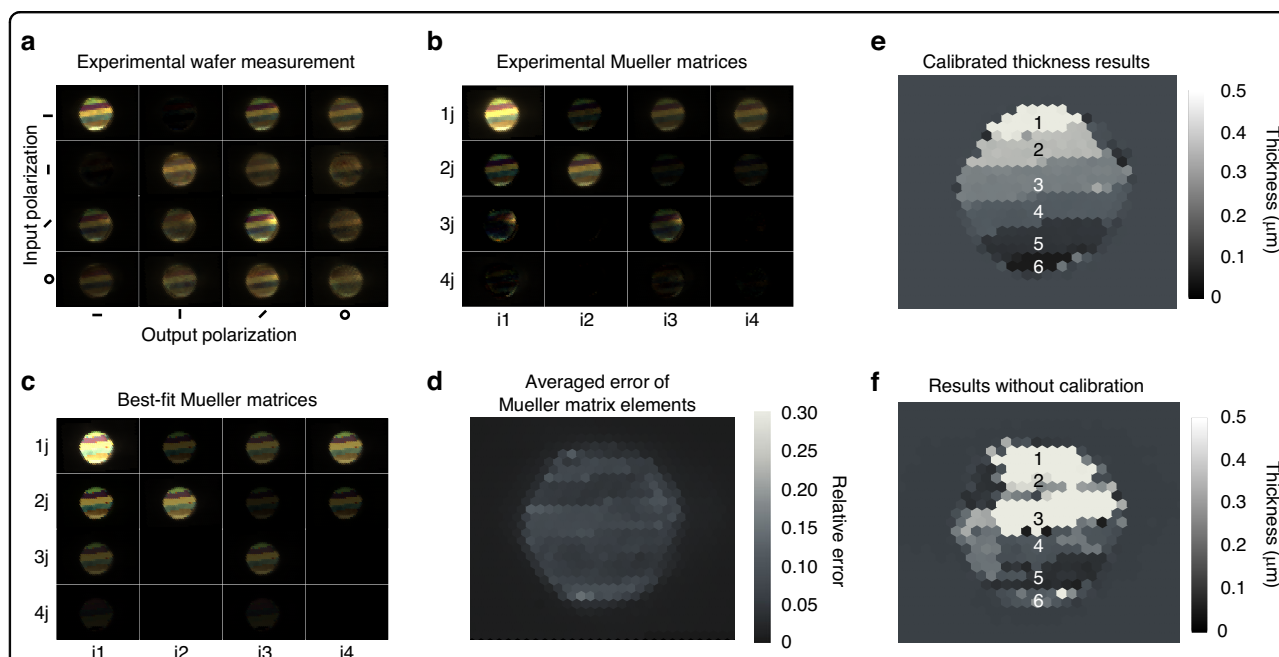 a
Experimental wafer measurement
Input polarization
Output polarization
b
Experimental Mueller matrices
1j
2j
3j
4j
i1 i2 i3 i4
e
Calibrated thickness results
1
2
3
4
5
6
0.5
0.4
0.3
0.2
0.1
0
Thickness (μm)
c
Best-fit Mueller matrices
1j
2j
3j
4j
i1 i2 i3 i4
d
Averaged error of
Mueller matrix elements
0.30
0.25
0.20
0.15
0.10
0.05
0
Relative error
f
Results without calibration
1
2
3
4
5
6
0.5
0.4
0.3
0.2
0.1
0
Thickness (μm)